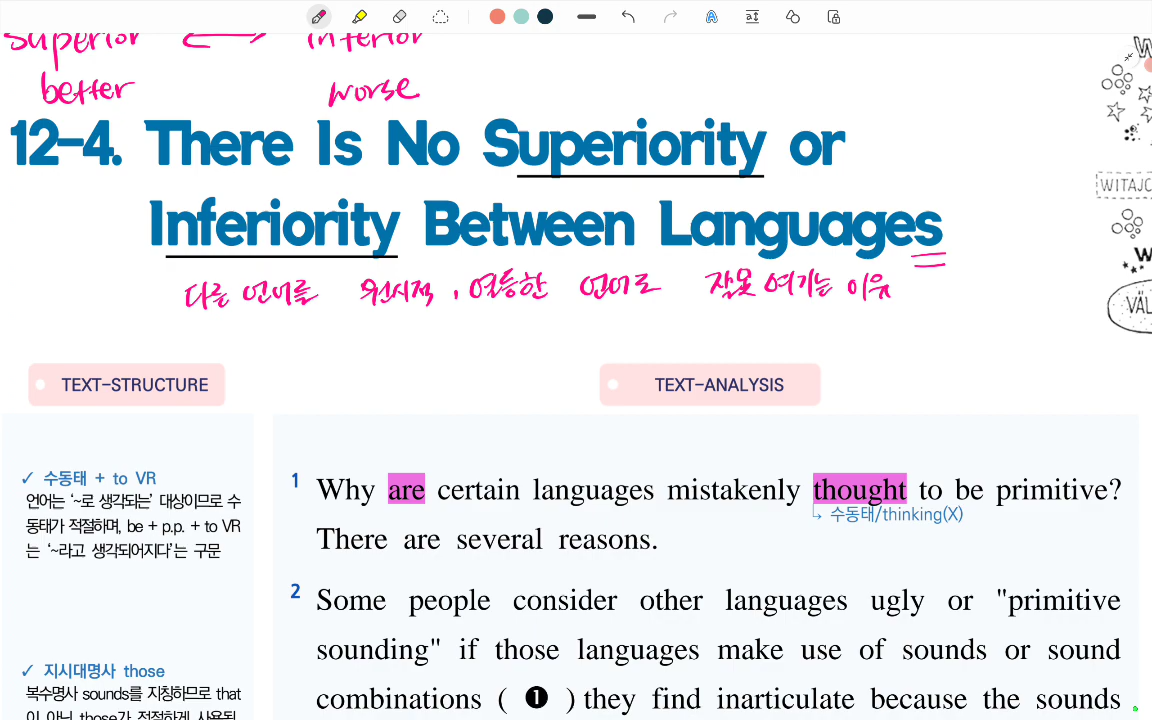 superior ⟷ inferior
better worse
12-4. There Is No Superiority or
Inferiority Between Languages
다른 언어를 원시적, 열등한 언어로 잘못 여기는 이유
WITAJC
VÄL
TEXT-STRUCTURE
TEXT-ANALYSIS
✓ 수동태 + to VR
언어는 ‘~로 생각되는’ 대상이므로 수
동태가 적절하며, be + p.p. + to VR
는 ‘~라고 생각되어지다’는 구문
1 Why are certain languages mistakenly thought to be primitive?
↳ 수동태/thinking(X)
There are several reasons.
2 Some people consider other languages ugly or "primitive
sounding" if those languages make use of sounds or sound
combinations ( ❶ ) they find inarticulate because the sounds
✓ 지시대명사 those
복수명사 sounds를 지칭하므로 that
이 아닌 those가 적절하게 사용됨